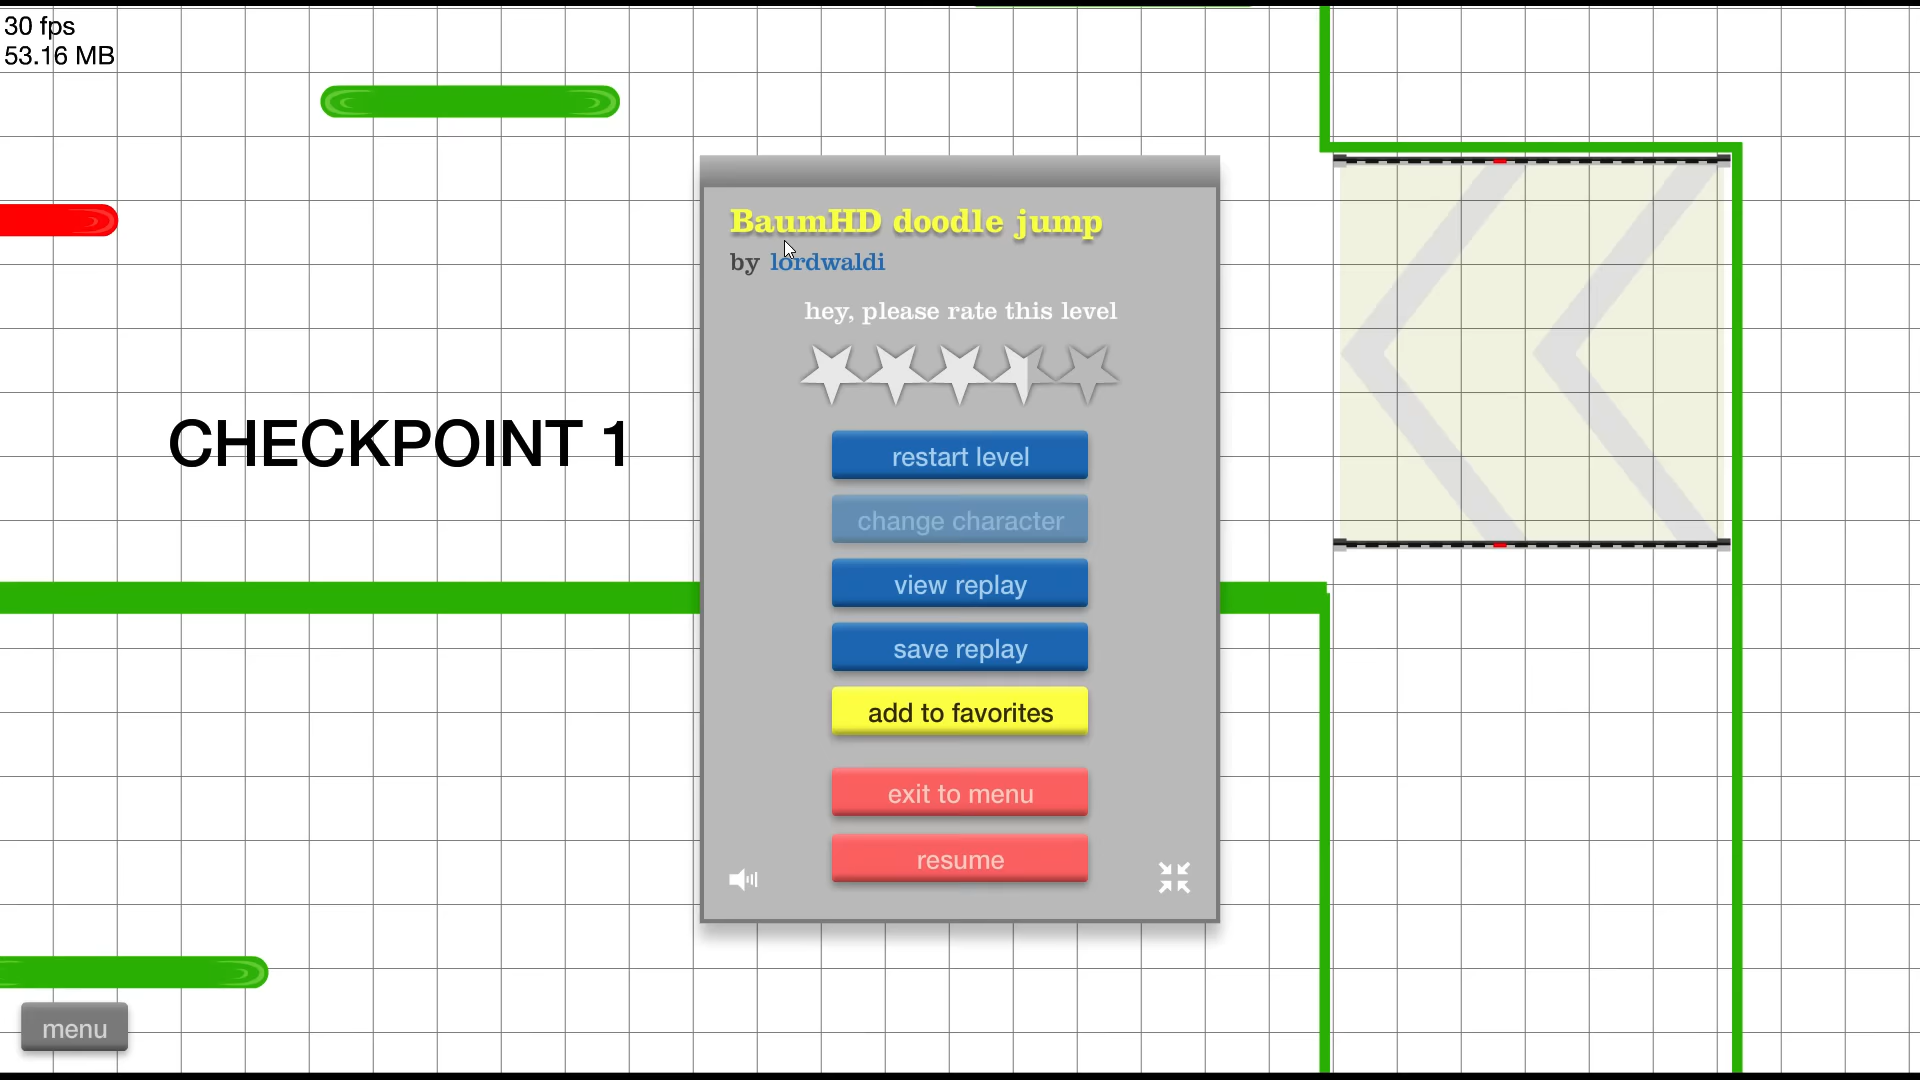 30 fps
53.16 MB
BaumHD doodle jump
by lordwaldi
hey, please rate this level
CHECKPOINT 1
restart level
change character
view replay
save replay
add to favorites
exit to menu
resume
menu